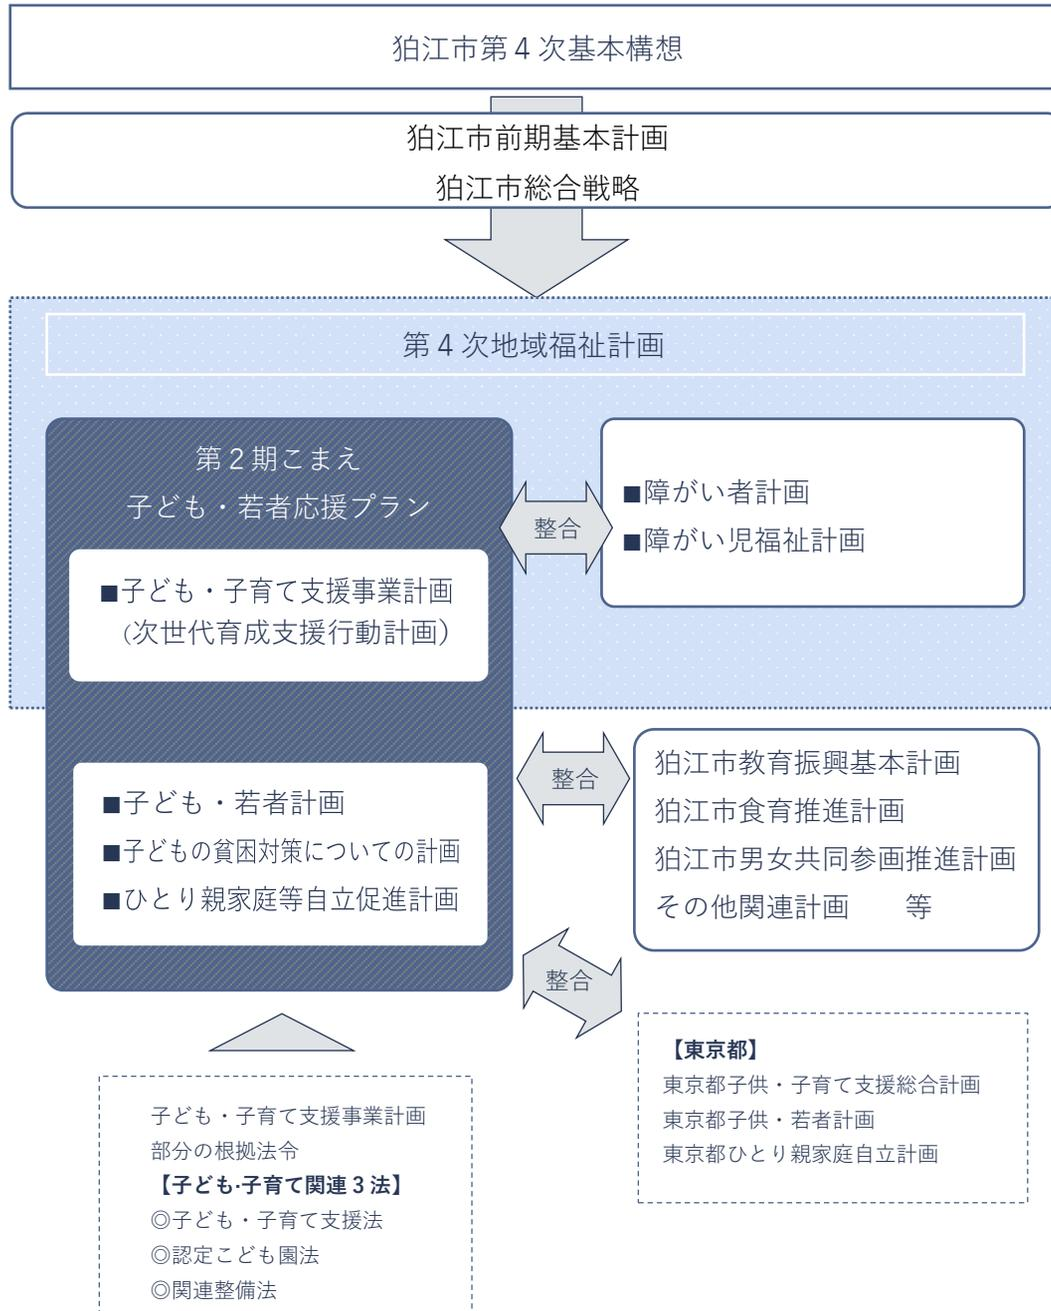 狛江市第4次基本構想
狛江市前期基本計画
狛江市総合戦略
第4次地域福祉計画
第2期こまえ
子ども・若者応援プラン
■子ども・子育て支援事業計画
(次世代育成支援行動計画)
整合
■障がい者計画
■障がい児福祉計画
■子ども・若者計画
■子どもの貧困対策についての計画
■ひとり親家庭等自立促進計画
整合
狛江市教育振興基本計画
狛江市食育推進計画
狛江市男女共同参画推進計画
その他関連計画　　等
整合
【東京都】
東京都子供・子育て支援総合計画
東京都子供・若者計画
東京都ひとり親家庭自立計画
子ども・子育て支援事業計画
部分の根拠法令
【子ども・子育て関連3法】
◎子ども・子育て支援法
◎認定こども園法
◎関連整備法